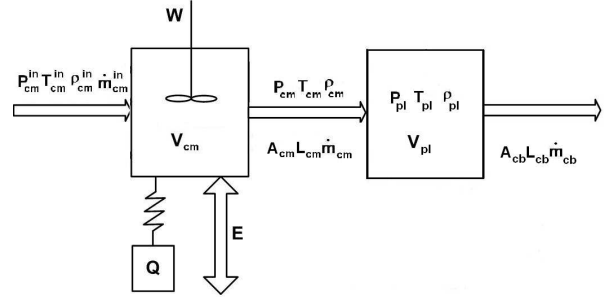 W
P_cm^in T_cm^in ρ_cm^in ṁ_cm^in
P_cm T_cm ρ_cm
P_pl T_pl ρ_pl
V_cm
V_pl
A_cm L_cm ṁ_cm
A_cb L_cb ṁ_cb
E
Q